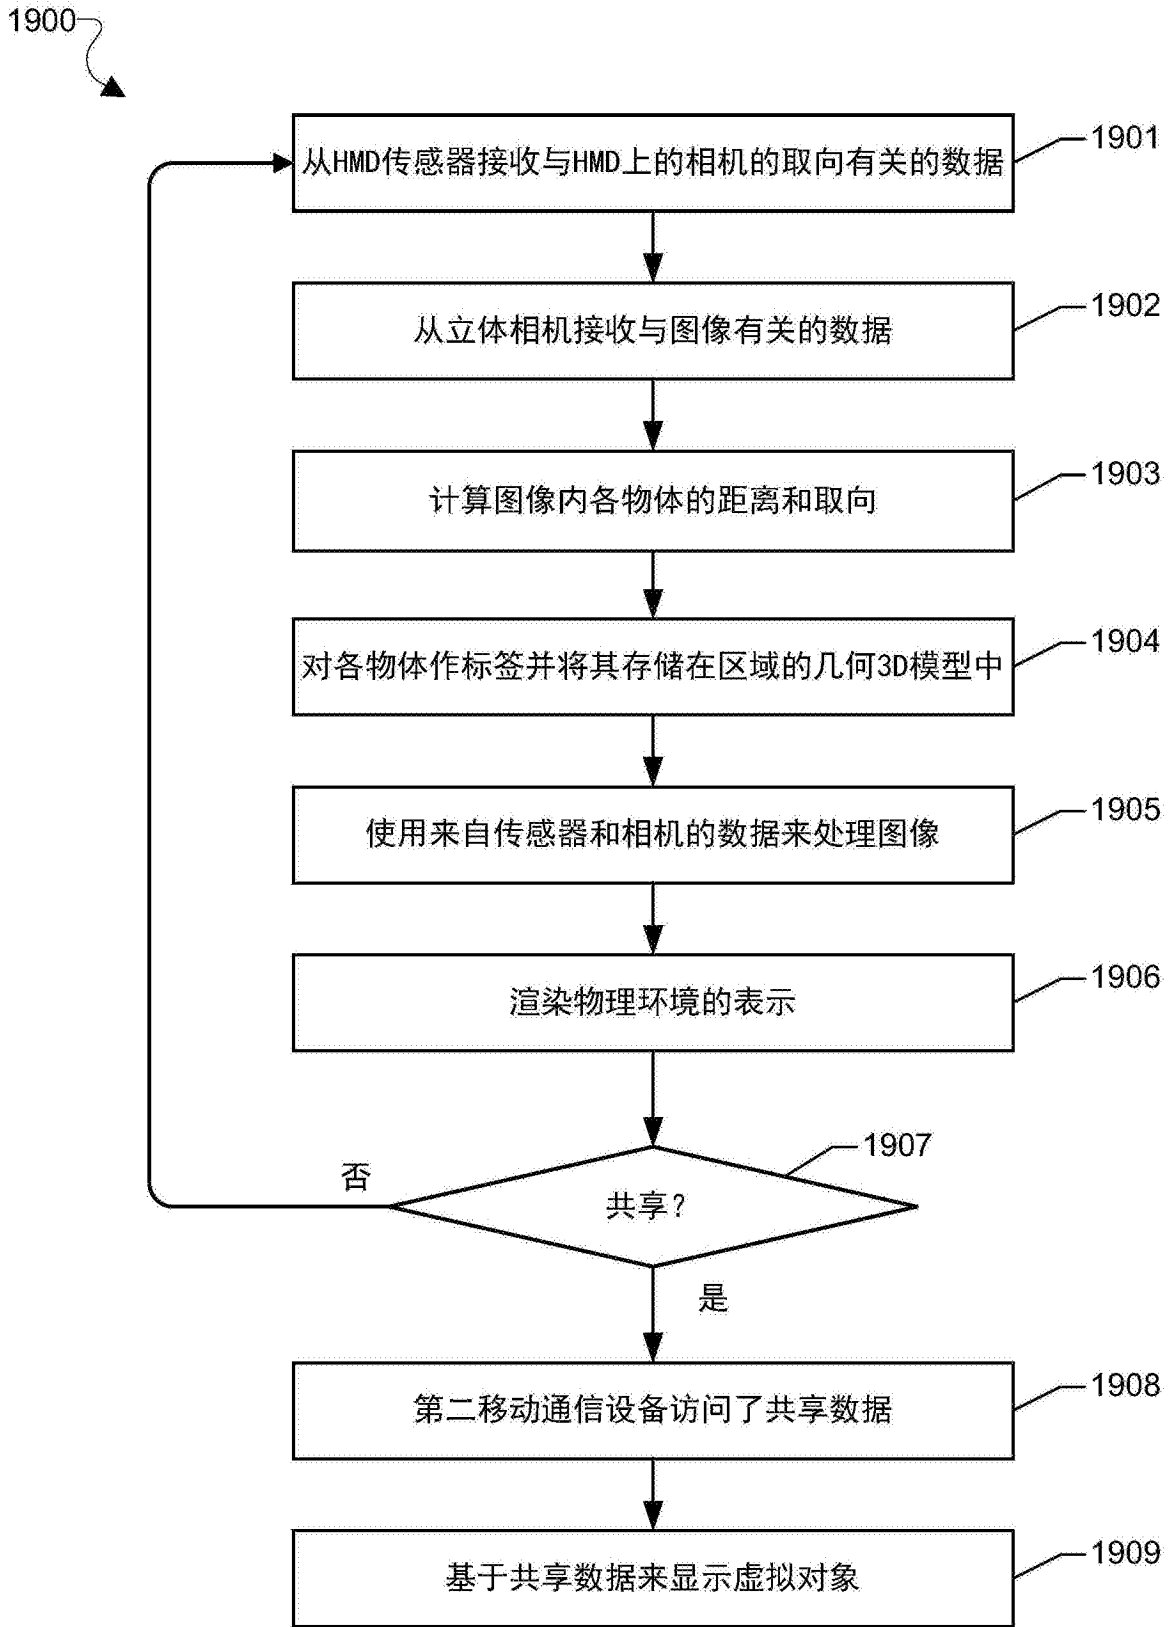 1900
从HMD传感器接收与HMD上的相机的取向有关的数据
1901
从立体相机接收与图像有关的数据
1902
计算图像内各物体的距离和取向
1903
对各物体作标签并将其存储在区域的几何3D模型中
1904
使用来自传感器和相机的数据来处理图像
1905
渲染物理环境的表示
1906
共享?
1907
否
是
第二移动通信设备访问了共享数据
1908
基于共享数据来显示虚拟对象
1909